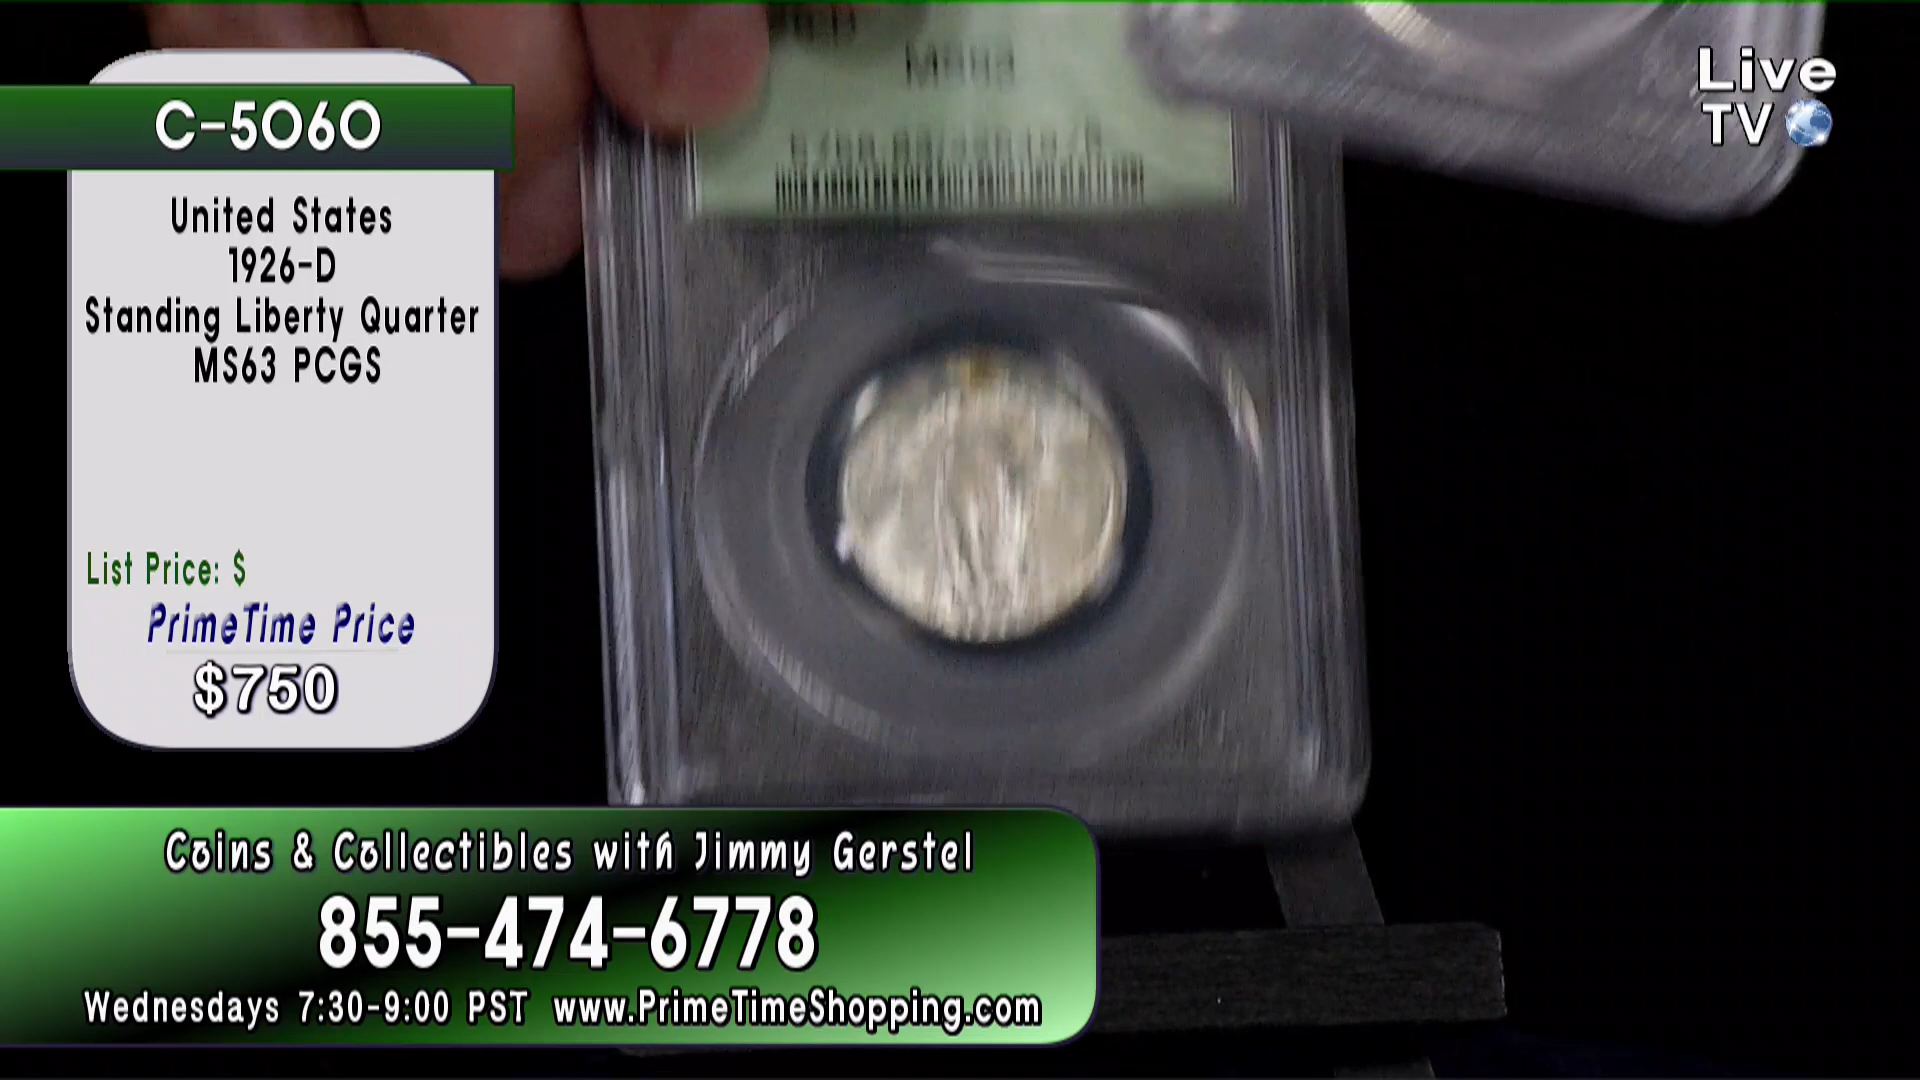 C-5060
United States
1926-D
Standing Liberty Quarter
MS63 PCGS
List Price: $
PrimeTime Price
$750
Live
TV
Coins & Collectibles with Jimmy Gerstel
855-474-6778
Wednesdays 7:30-9:00 PST www.PrimeTimeShopping.com